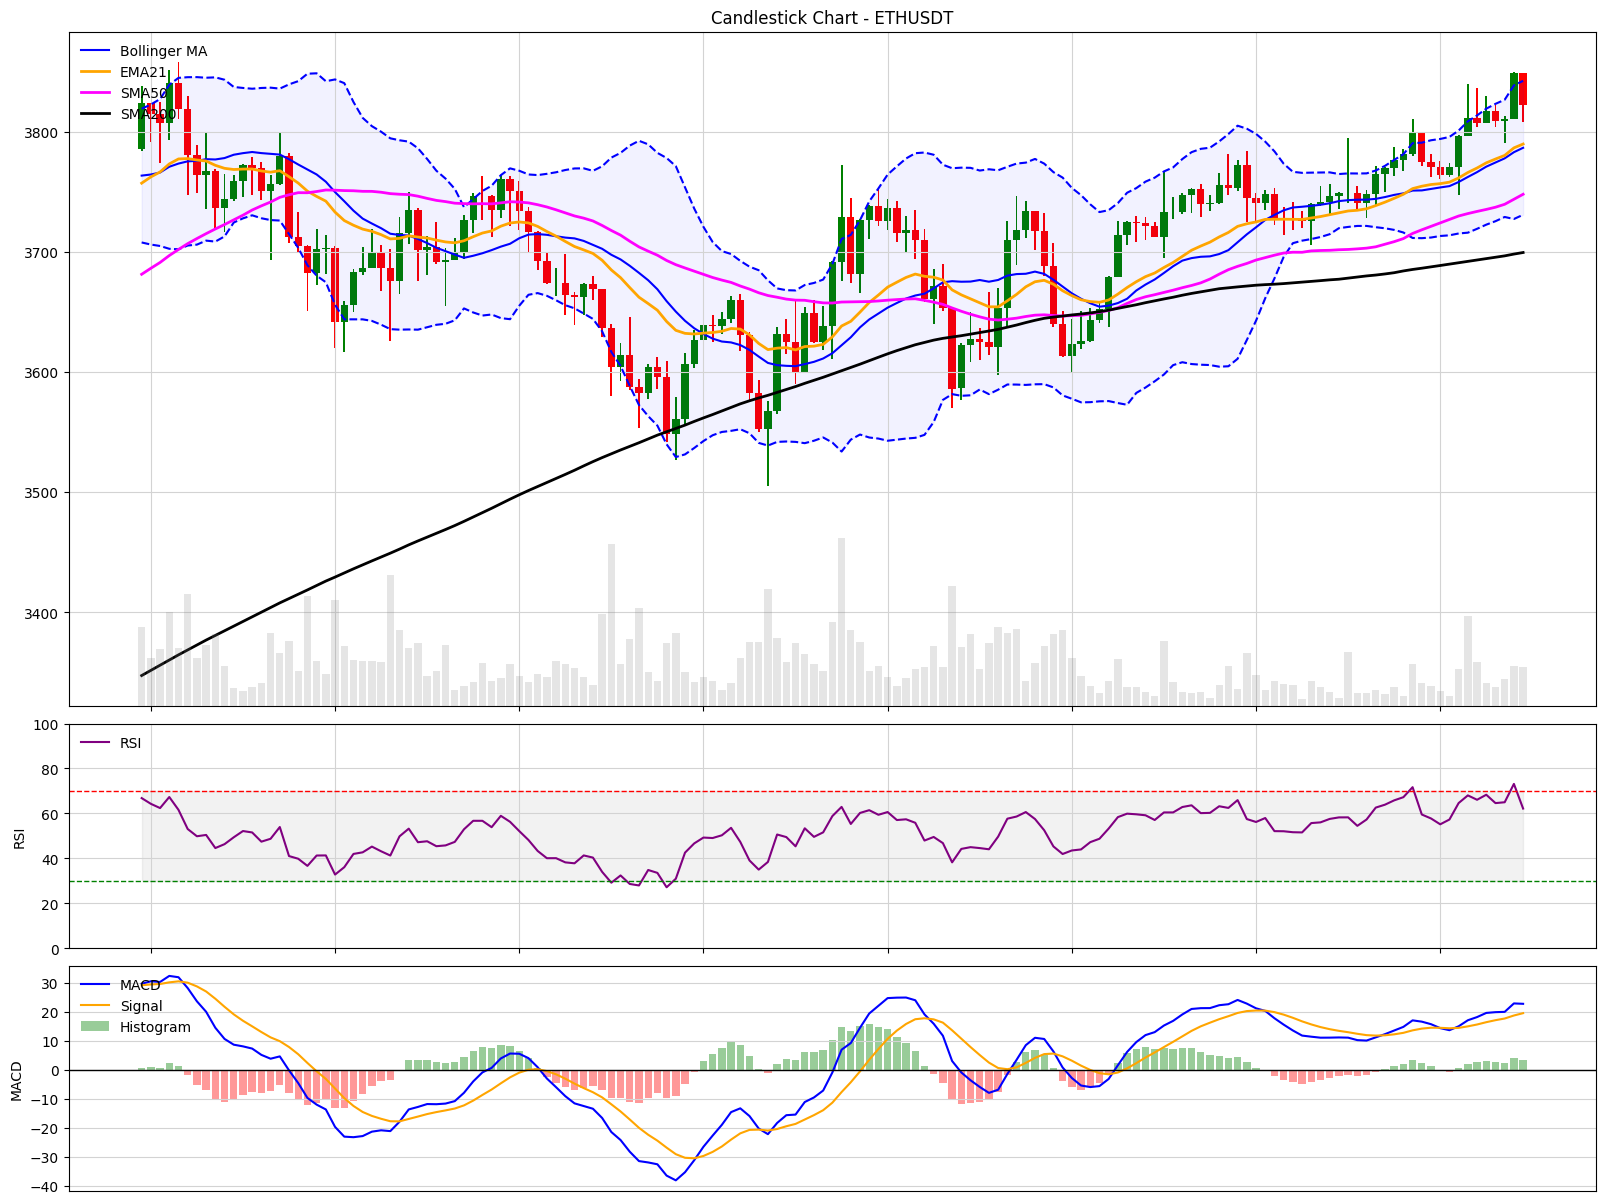 Candlestick Chart - ETHUSDT
Bollinger MA
EMA21
SMA50
SMA200
3800
3700
3600
3500
3400
100
80
60
40
20
0
RSI
RSI
30
20
10
0
−10
−20
−30
−40
MACD
MACD
Signal
Histogram